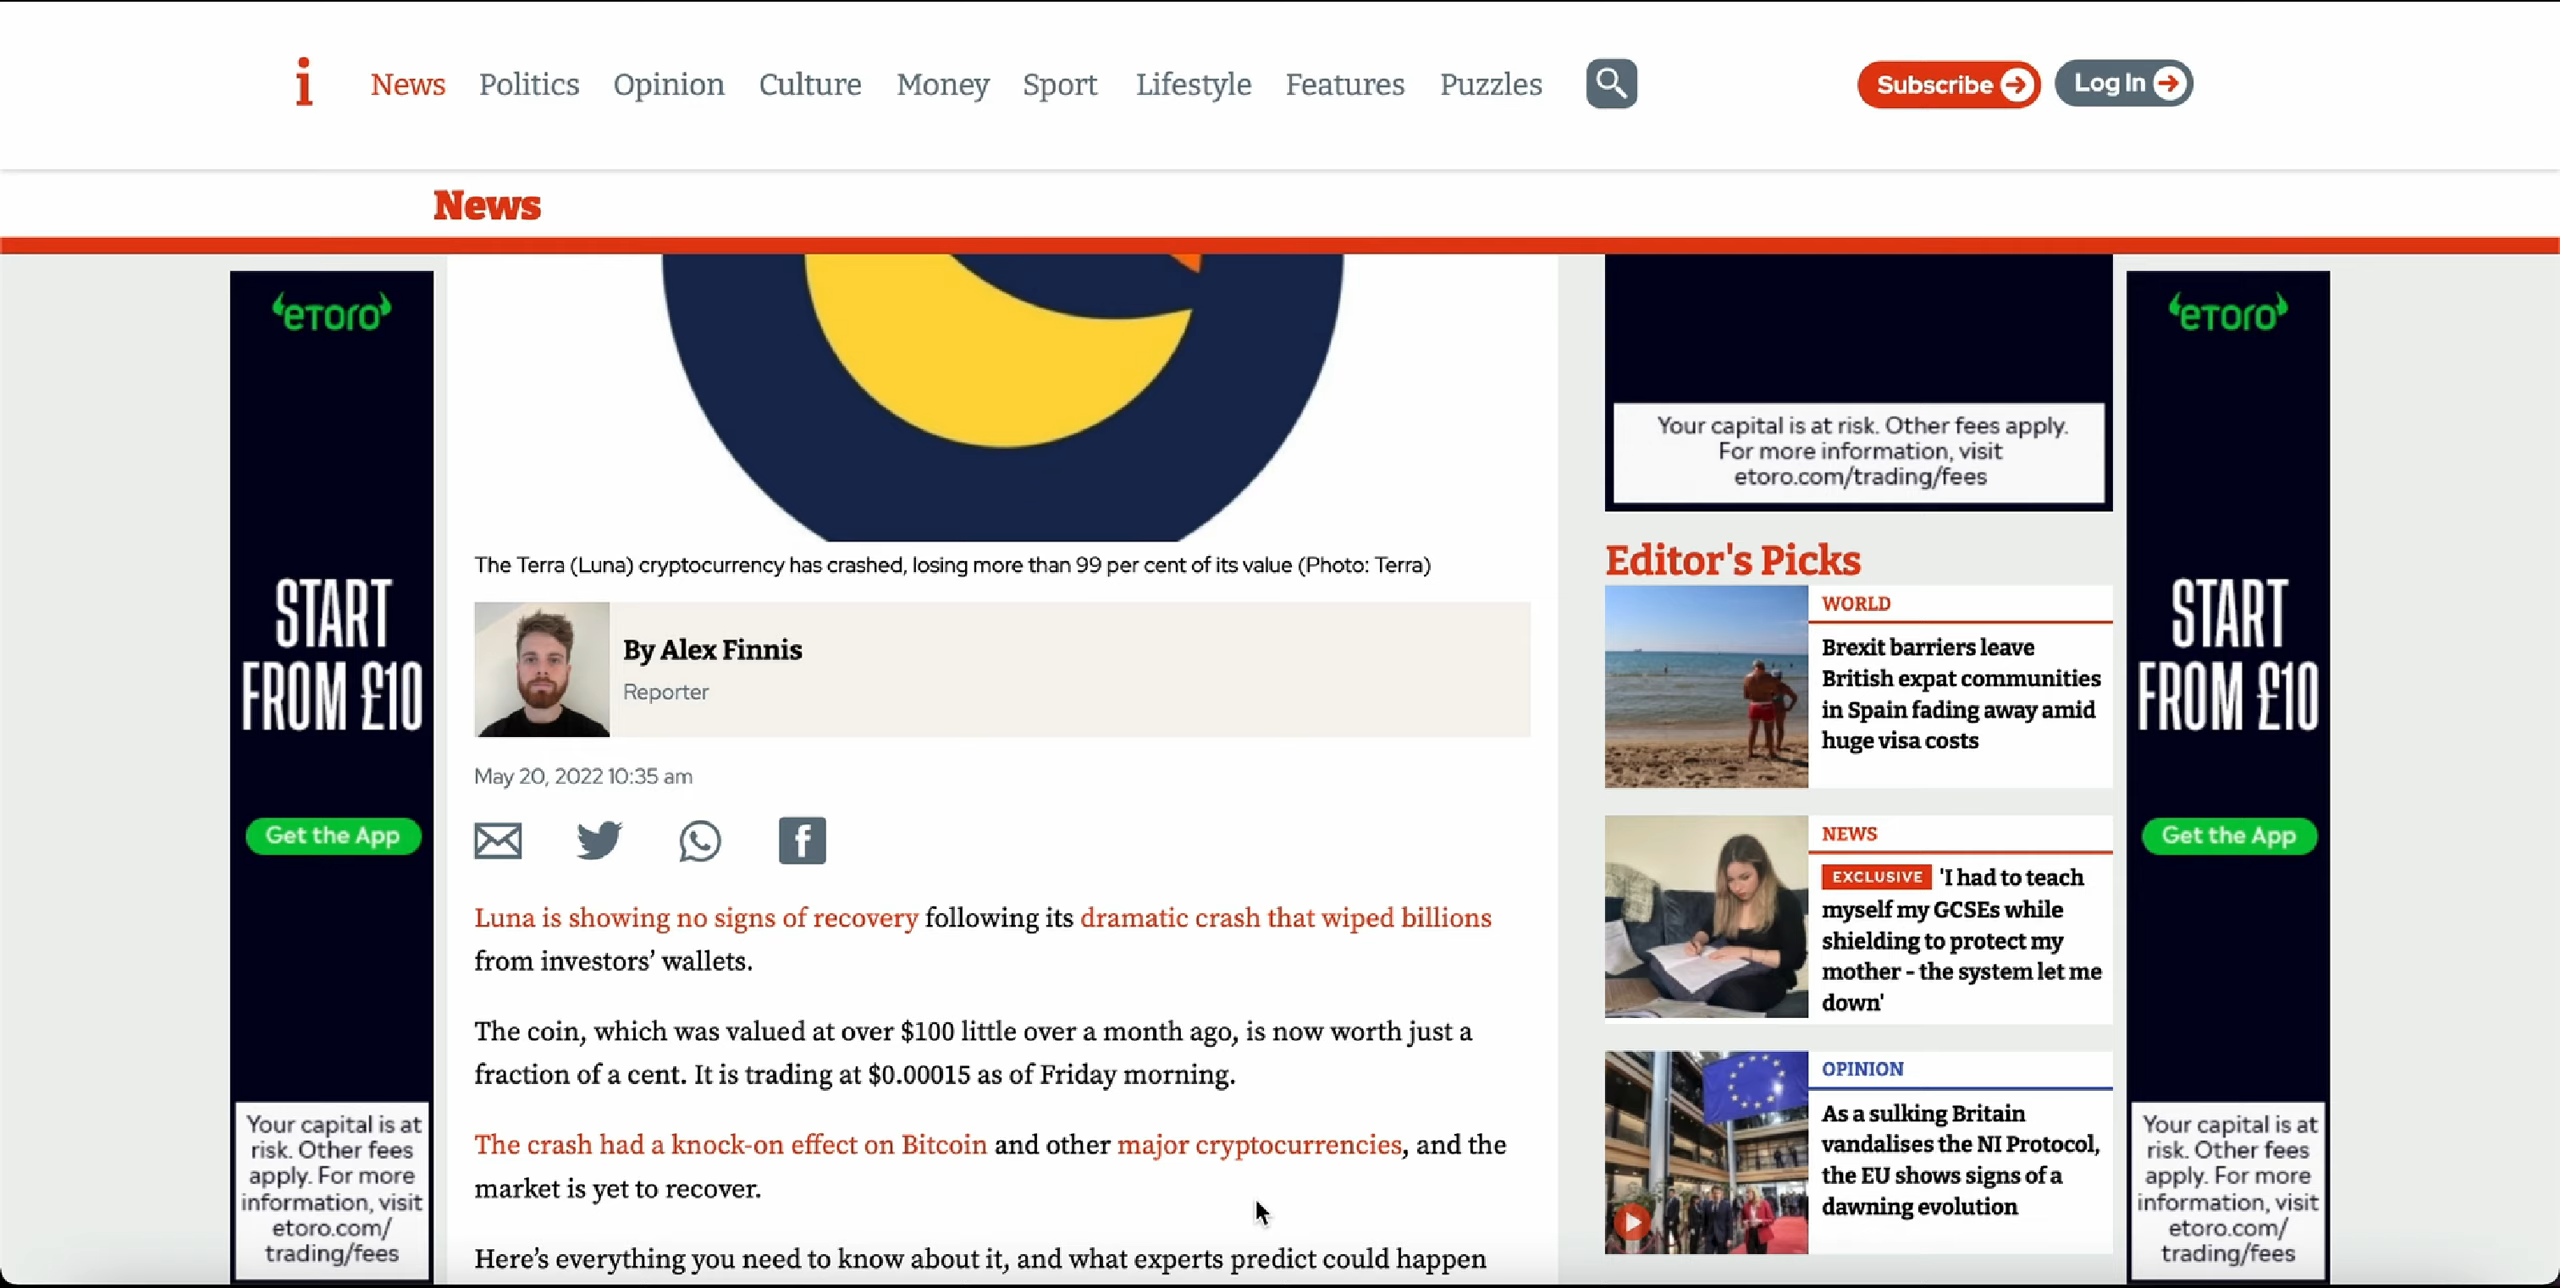 i
News
Politics
Opinion
Culture
Money
Sport
Lifestyle
Features
Puzzles
Subscribe
Log In
News
eToro
START
FROM £10
Get the App
Your capital is at
risk. Other fees
apply. For more
information, visit
etoro.com/
trading/fees
The Terra (Luna) cryptocurrency has crashed, losing more than 99 per cent of its value (Photo: Terra)
By Alex Finnis
Reporter
May 20, 2022 10:35 am
Luna is showing no signs of recovery following its dramatic crash that wiped billions
from investors’ wallets.
The coin, which was valued at over $100 little over a month ago, is now worth just a
fraction of a cent. It is trading at $0.00015 as of Friday morning.
The crash had a knock-on effect on Bitcoin and other major cryptocurrencies, and the
market is yet to recover.
Here’s everything you need to know about it, and what experts predict could happen
Your capital is at risk. Other fees apply.
For more information, visit
etoro.com/trading/fees
Editor's Picks
WORLD
Brexit barriers leave
British expat communities
in Spain fading away amid
huge visa costs
NEWS
EXCLUSIVE 'I had to teach
myself my GCSEs while
shielding to protect my
mother - the system let me
down'
OPINION
As a sulking Britain
vandalises the NI Protocol,
the EU shows signs of a
dawning evolution
eToro
START
FROM £10
Get the App
Your capital is at
risk. Other fees
apply. For more
information, visit
etoro.com/
trading/fees